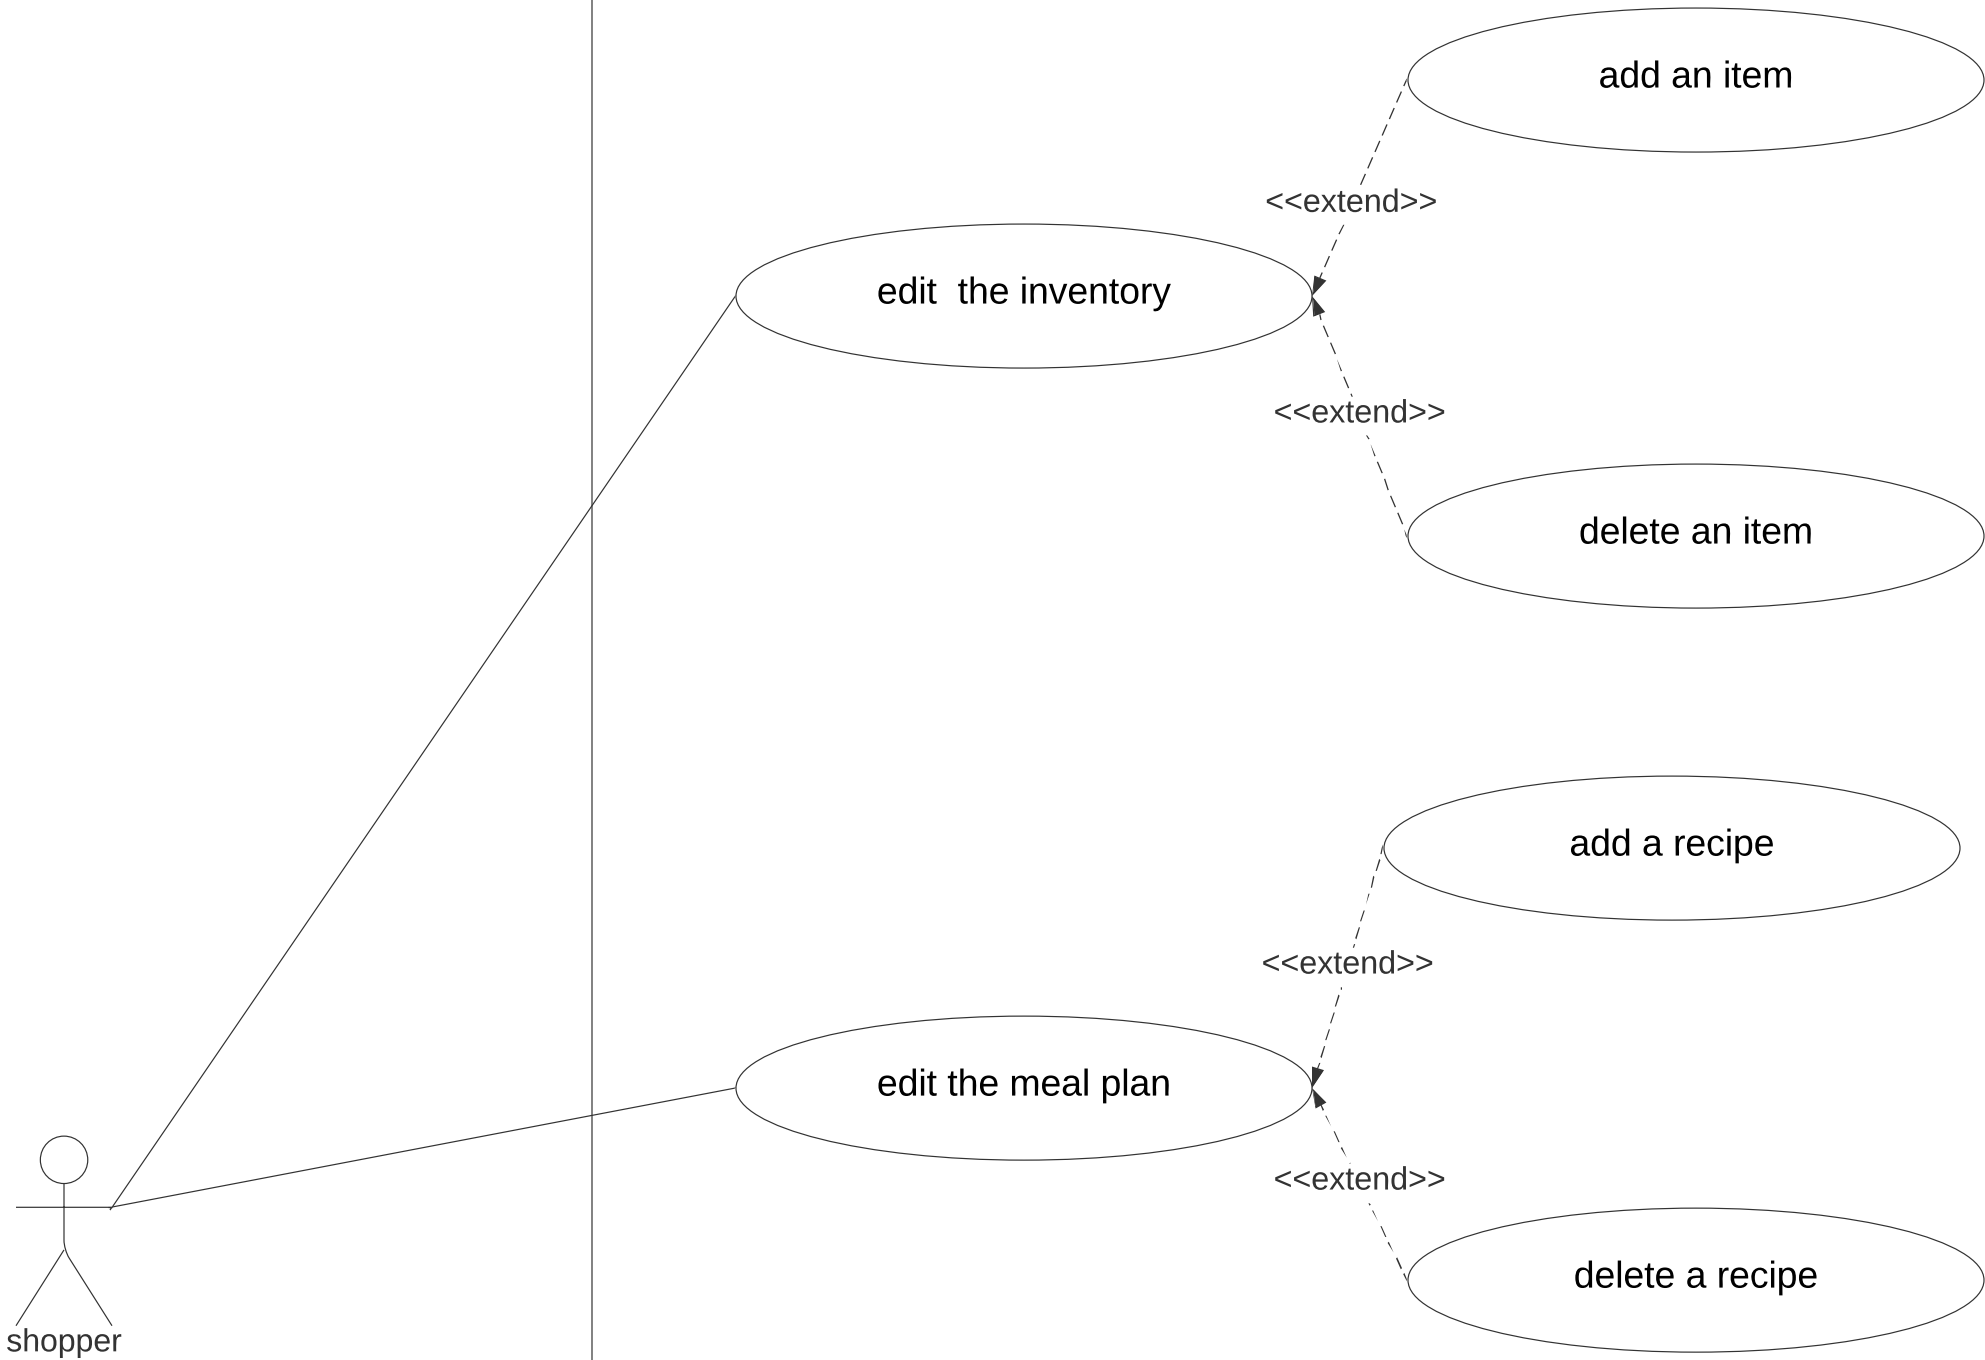 add an item
<<extend>>
edit  the inventory
<<extend>>
delete an item
add a recipe
<<extend>>
edit the meal plan
<<extend>>
delete a recipe
shopper